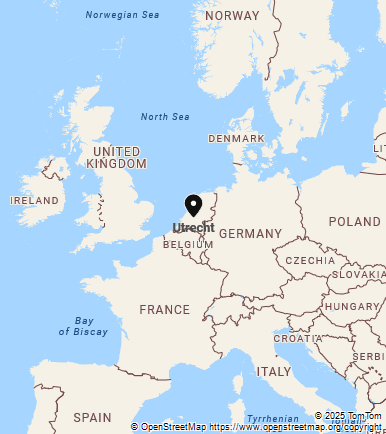 Norwegian Sea
NORWAY
North Sea
DENMARK
UNITED
KINGDOM
IRELAND
LIT
Utrecht
BELGIUM
GERMANY
POLAND
CZECHIA
SLOVAKIA
FRANCE
HUNGARY
Bay
of Biscay
CROATIA
SERBI
ITALY
SPAIN
Tyrrhenian
© 2025 TomTom
© OpenStreetMap https://www.openstreetmap.org/copyright